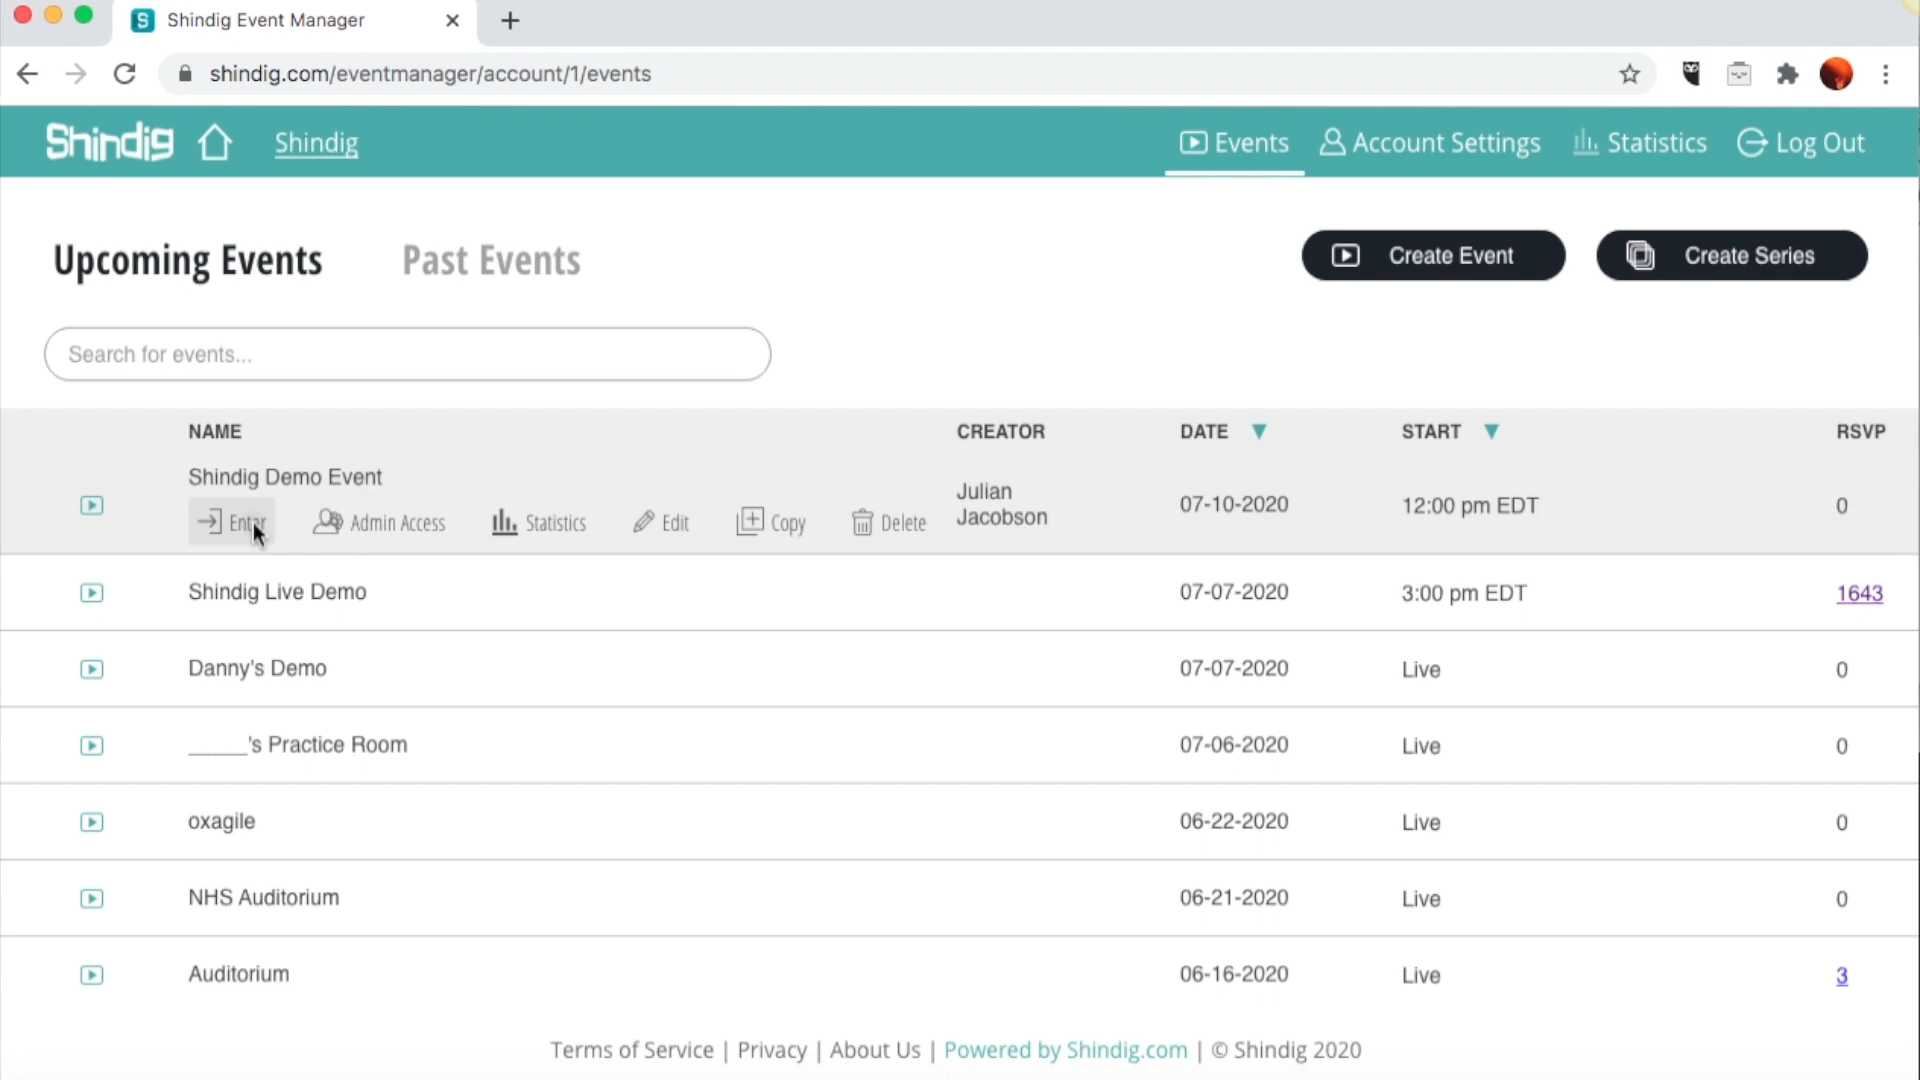 Shindig Event Manager
shindig.com/eventmanager/account/1/events
Shindig Shindig Events Account Settings Statistics Log Out
Upcoming Events Past Events Create Event Create Series
Search for events...
NAME CREATOR DATE START RSVP
Shindig Demo Event Julian Jacobson 07-10-2020 12:00 pm EDT 0
Enter Admin Access Statistics Edit Copy Delete
Shindig Live Demo 07-07-2020 3:00 pm EDT 1643
Danny's Demo 07-07-2020 Live 0
_____'s Practice Room 07-06-2020 Live 0
oxagile 06-22-2020 Live 0
NHS Auditorium 06-21-2020 Live 0
Auditorium 06-16-2020 Live 3
Terms of Service | Privacy | About Us | Powered by Shindig.com | © Shindig 2020